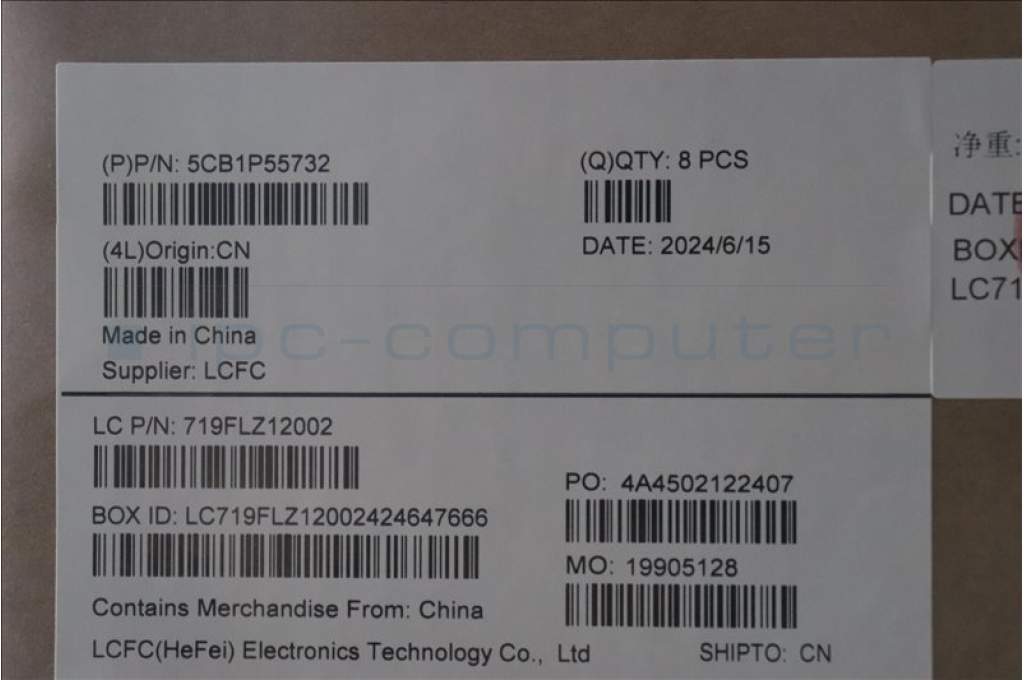 (P)P/N: 5CB1P55732
(Q)QTY: 8 PCS
(4L)Origin:CN
DATE: 2024/6/15
Made in China
Supplier: LCFC
ipc-computer
LC P/N: 719FLZ12002
PO: 4A4502122407
BOX ID: LC719FLZ12002424647666
MO: 19905128
Contains Merchandise From: China
LCFC(HeFei) Electronics Technology Co., Ltd
SHIPTO: CN
净重:
DATE
BOX
LC71